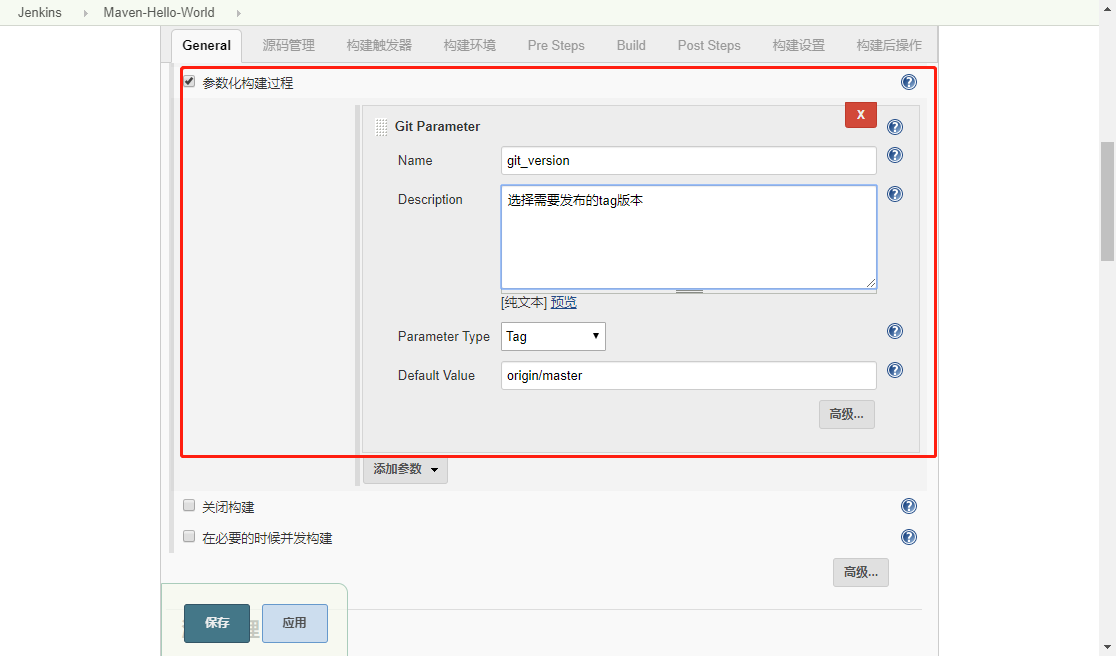 Jenkins Maven-Hello-World
General 源码管理 构建触发器 构建环境 Pre Steps Build Post Steps 构建设置 构建后操作
参数化构建过程
X
Git Parameter
Name git_version
Description 选择需要发布的tag版本
[纯文本] 预览
Parameter Type Tag
Default Value origin/master
高级...
添加参数
关闭构建
在必要的时候并发构建
高级...
保存 应用